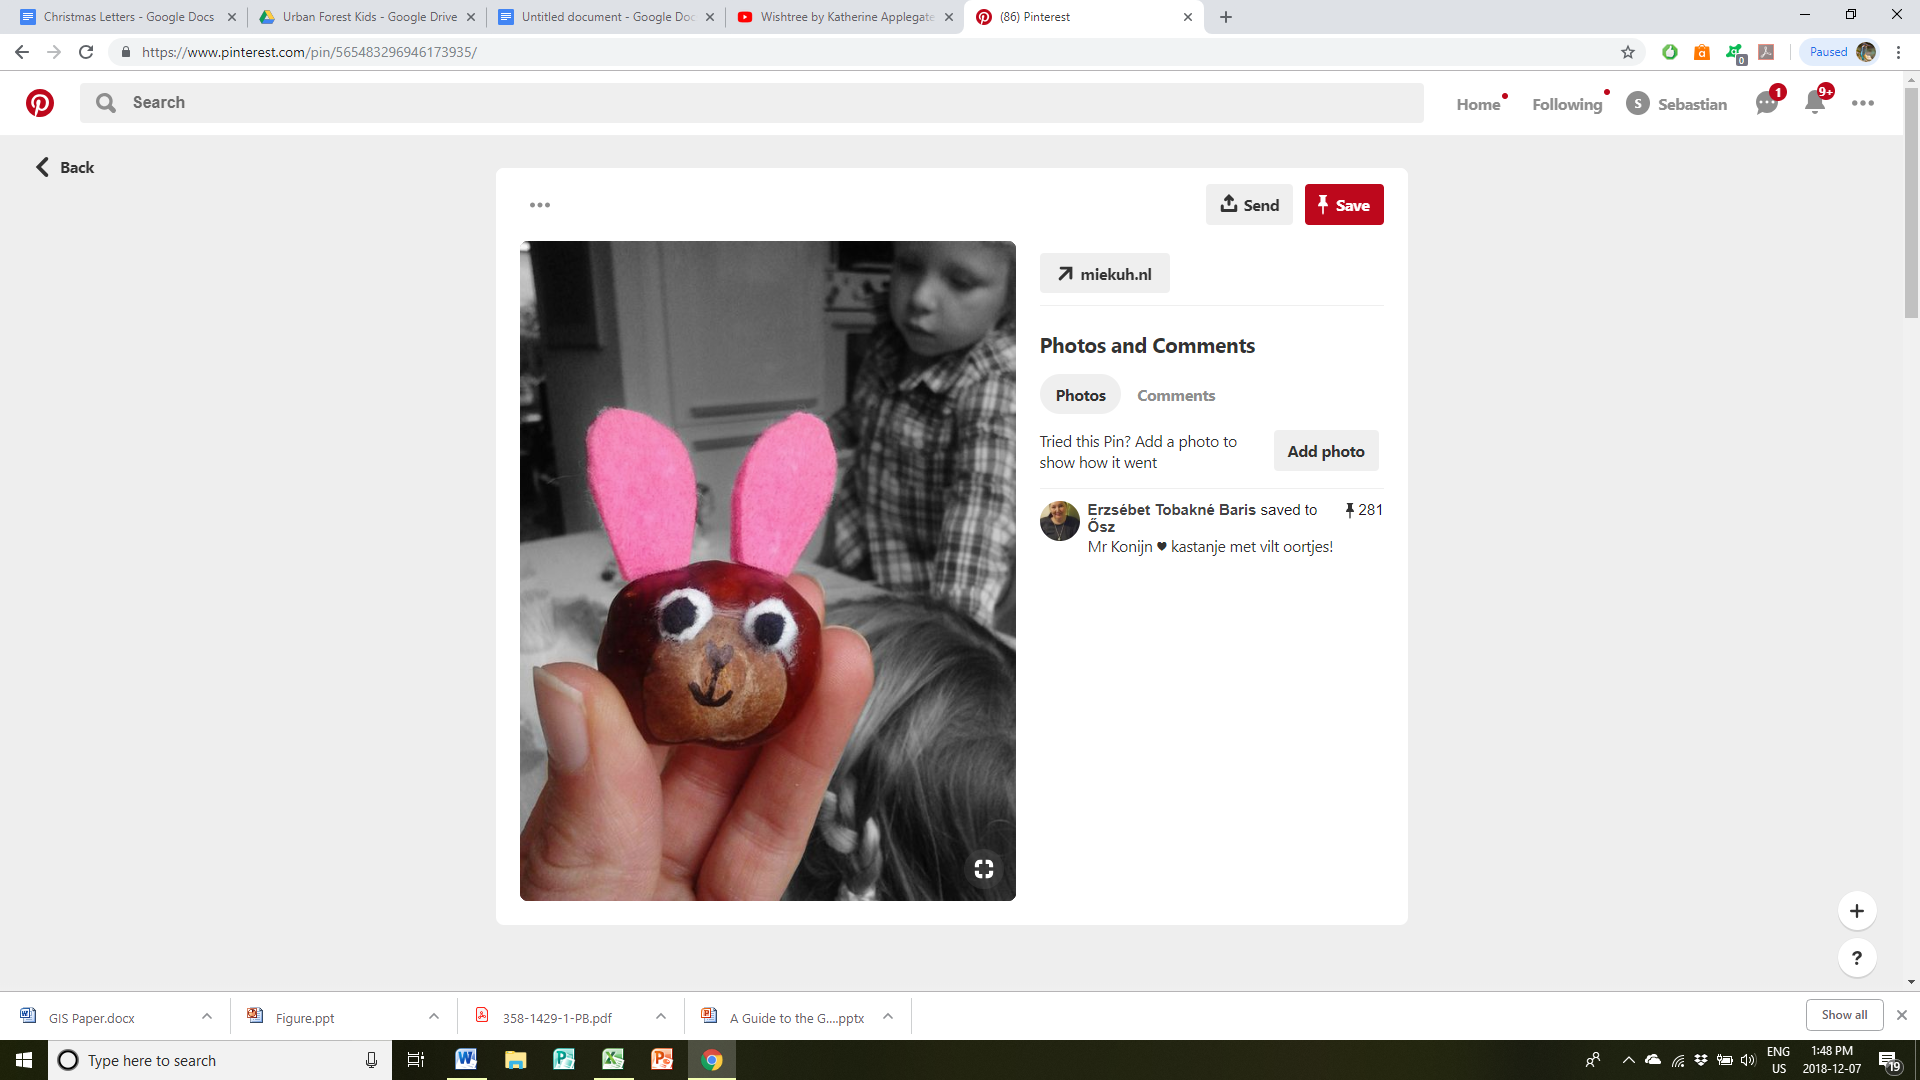 Christmas Letters - Google Docs
Urban Forest Kids - Google Drive
Untitled document - Google Doc
Wishtree by Katherine Applegate
(86) Pinterest
https://www.pinterest.com/pin/565483296946173935/
0
Paused
Search
Home
Following
S
Sebastian
1
9+
Back
Send
Save
miekuh.nl
Photos and Comments
Photos
Comments
Tried this Pin? Add a photo to
show how it went
Add photo
Erzsébet Tobakné Baris saved to
Ősz
281
Mr Konijn ♥ kastanje met vilt oortjes!
+
?
GIS Paper.docx
Figure.ppt
358-1429-1-PB.pdf
A Guide to the G....pptx
Show all
Type here to search
ENG
US
1:48 PM
2018-12-07
19